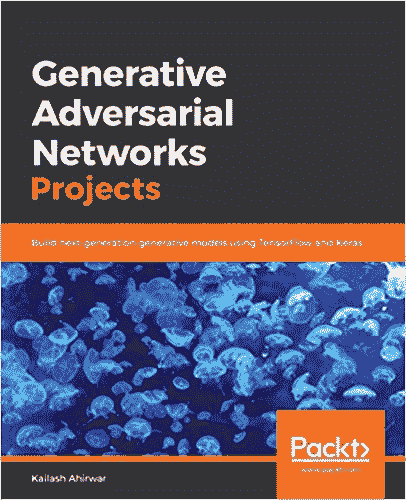 Generative
Adversarial
Networks
Projects
Build next-generation generative models using TensorFlow and Keras
Packt>
Kailash Ahirwar